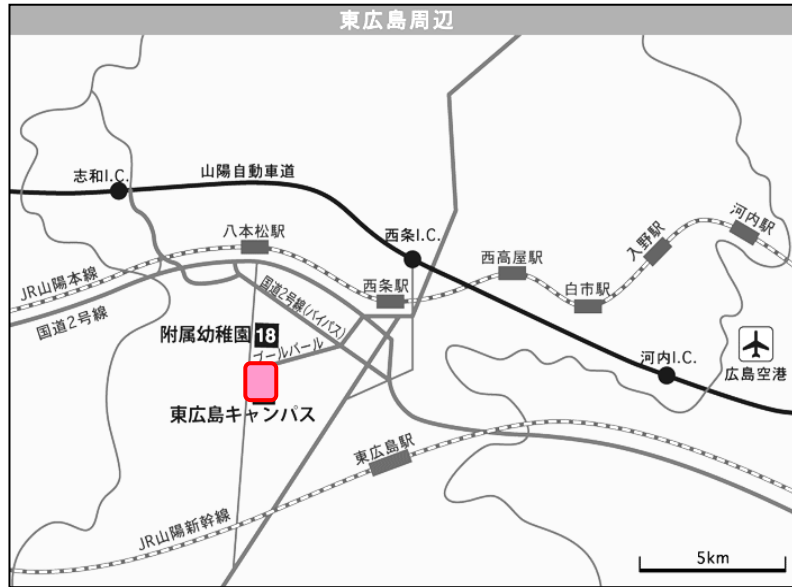 東広島周辺
志和I.C.
山陽自動車道
八本松駅
西条I.C.
西高屋駅
入野駅
河内駅
JR山陽本線
国道2号線
西条駅
白市駅
国道2号線(バイパス)
附属幼稚園 18
ブールバール
河内I.C.
広島空港
東広島キャンパス
東広島駅
JR山陽新幹線
5km